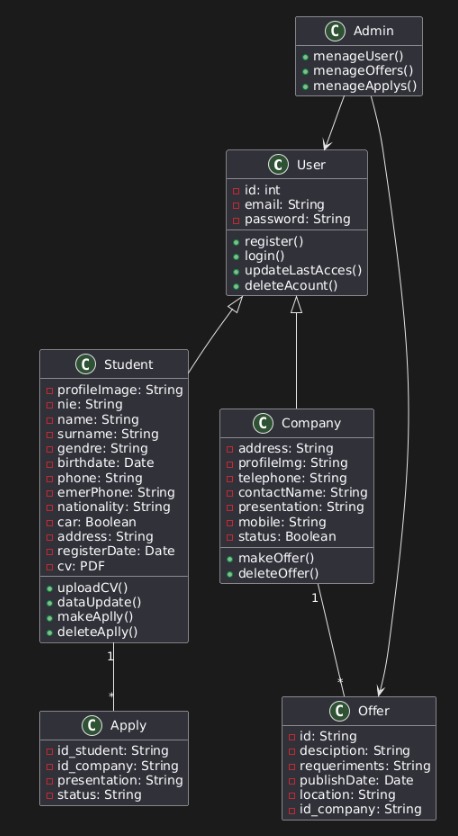 C Admin
menageUser()
menageOffers()
menageApplys()
C User
id: int
email: String
password: String
register()
login()
updateLastAcces()
deleteAcount()
C Student
profileImage: String
nie: String
name: String
surname: String
gendre: String
birthdate: Date
phone: String
emerPhone: String
nationality: String
car: Boolean
address: String
registerDate: Date
cv: PDF
uploadCV()
dataUpdate()
makeAplly()
deleteAplly()
C Company
address: String
profileImg: String
telephone: String
contactName: String
presentation: String
mobile: String
status: Boolean
makeOffer()
deleteOffer()
1
*
1
*
C Apply
id_student: String
id_company: String
presentation: String
status: String
C Offer
id: String
desciption: String
requeriments: String
publishDate: Date
location: String
id_company: String